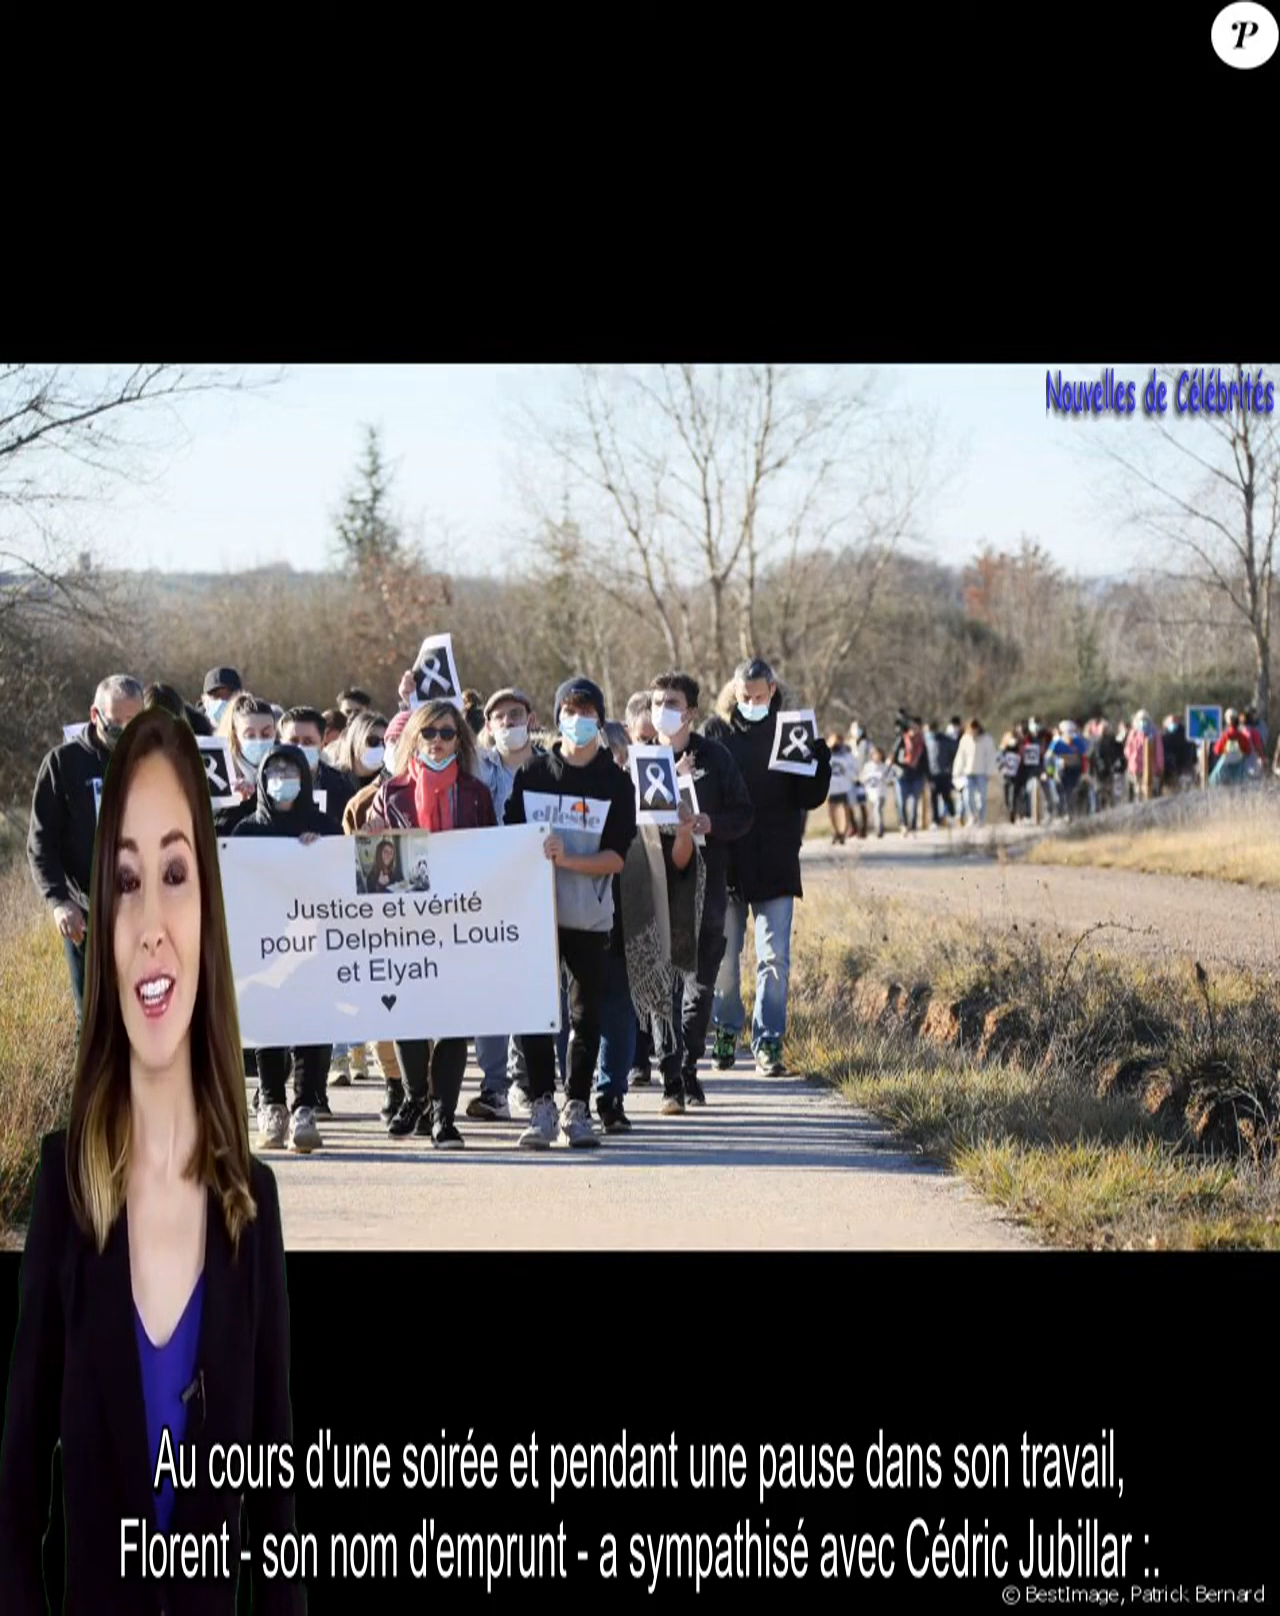 P
Nouvelles de Célébrités
ellesse
Justice et vérité
pour Delphine, Louis
et Elyah
♥
Au cours d'une soirée et pendant une pause dans son travail,
Florent - son nom d'emprunt - a sympathisé avec Cédric Jubillar :.
© BestImage, Patrick Bernard